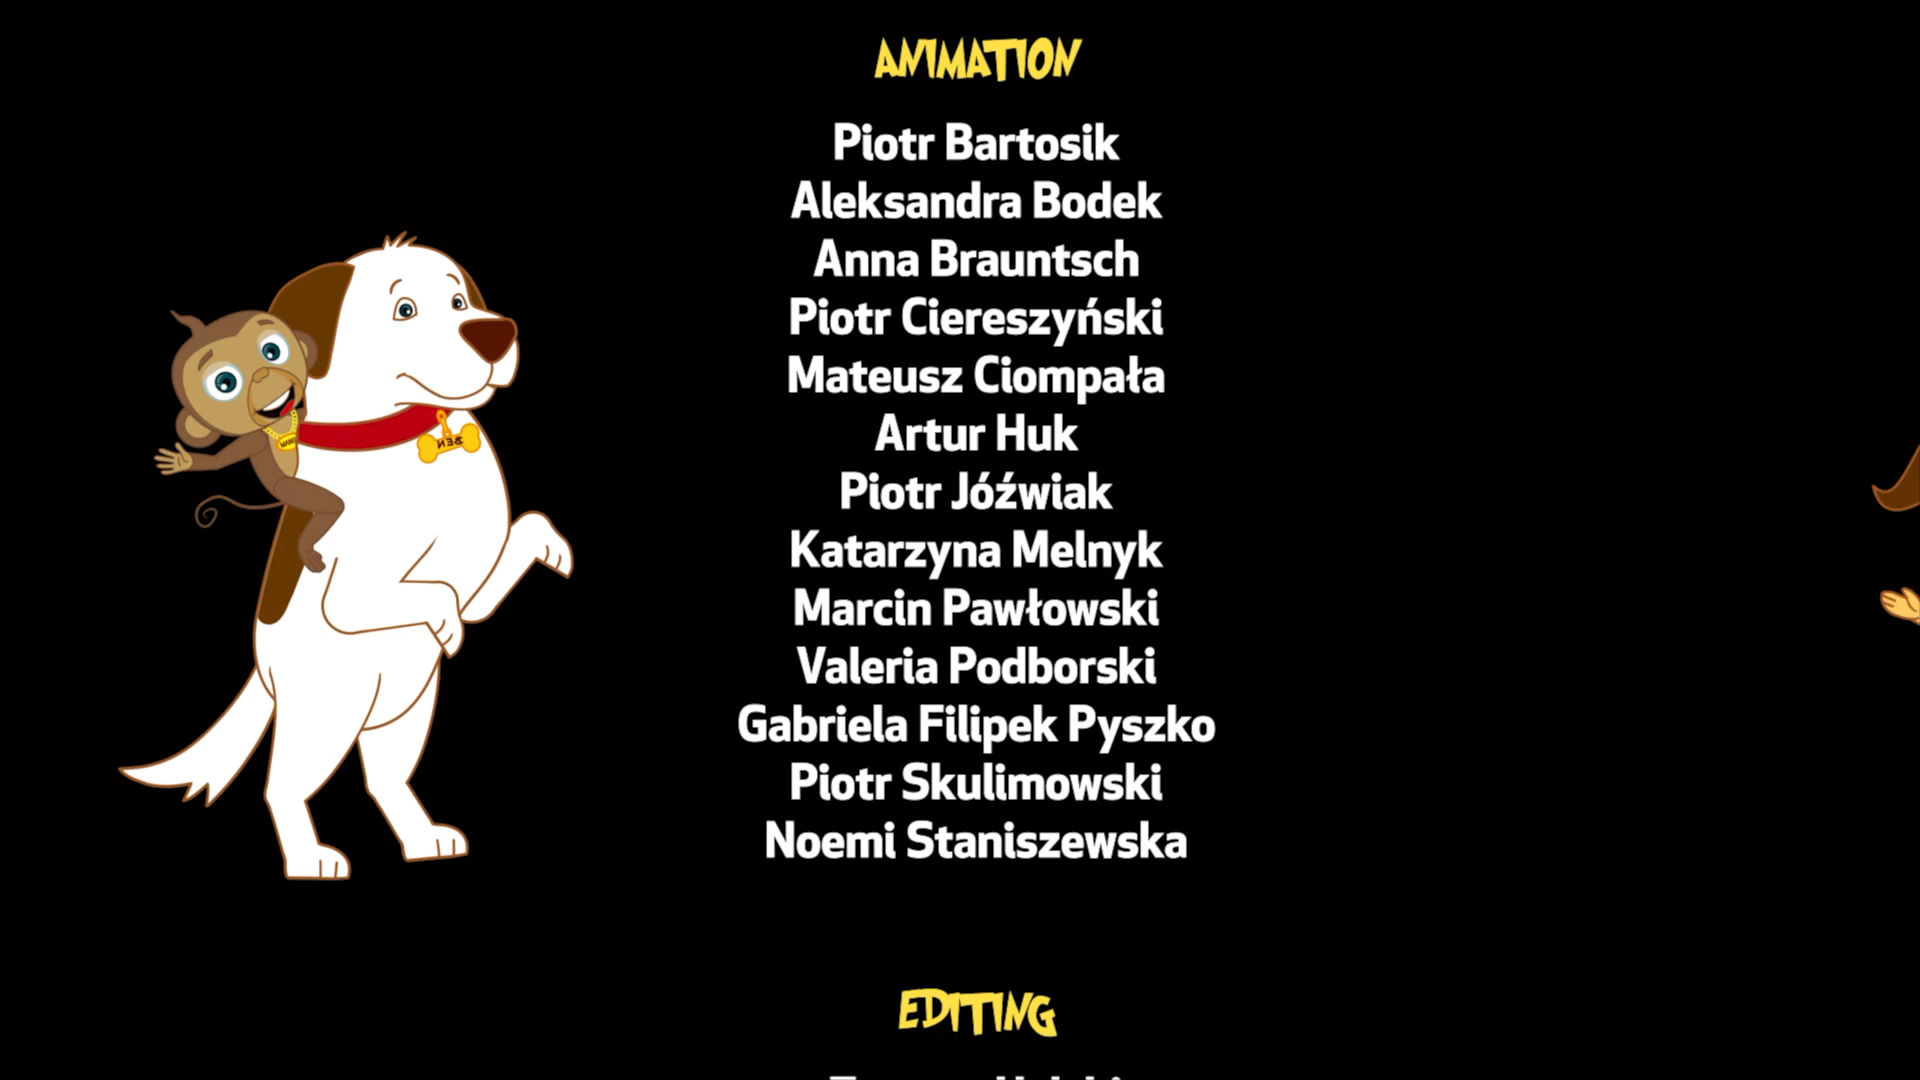 ANIMATION
Piotr Bartosik
Aleksandra Bodek
Anna Brauntsch
Piotr Ciereszyński
Mateusz Ciompała
Artur Huk
Piotr Jóźwiak
Katarzyna Melnyk
Marcin Pawłowski
Valeria Podborski
Gabriela Filipek Pyszko
Piotr Skulimowski
Noemi Staniszewska
EDITING